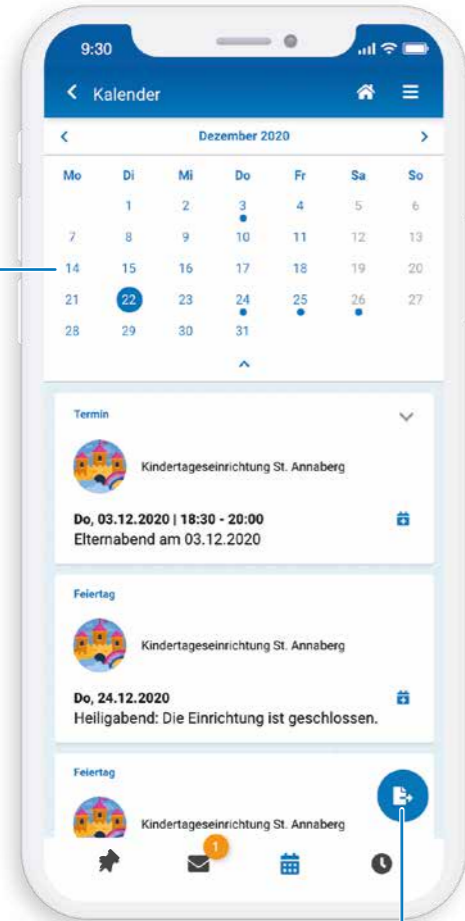 9:30
Kalender
Dezember 2020
Mo Di Mi Do Fr Sa So
1 2 3 4 5 6
7 8 9 10 11 12 13
14 15 16 17 18 19 20
21 22 23 24 25 26 27
28 29 30 31
Termin
Kindertageseinrichtung St. Annaberg
Do, 03.12.2020 | 18:30 - 20:00
Elternabend am 03.12.2020
Feiertag
Kindertageseinrichtung St. Annaberg
Do, 24.12.2020
Heiligabend: Die Einrichtung ist geschlossen.
Feiertag
Kindertageseinrichtung St. Annaberg
1